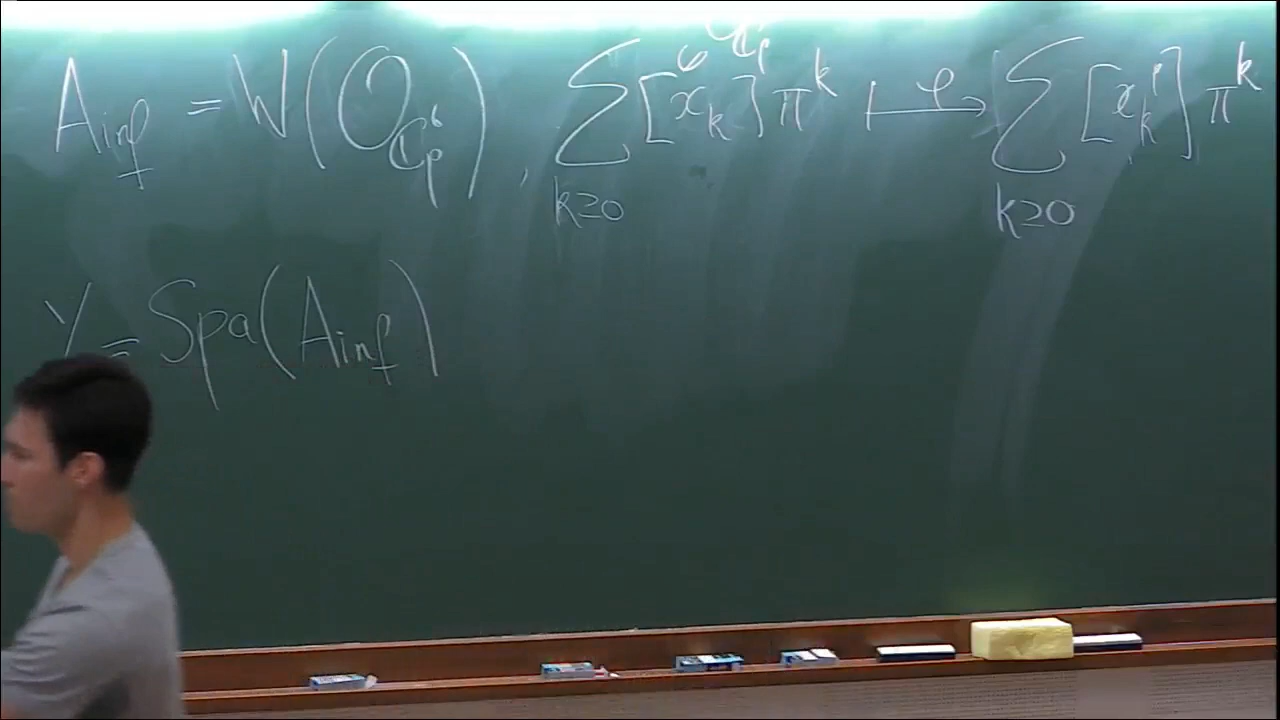 A_inf = W(O_{ℂ_p^♭}), Σ_{k≥0} [x_k] π^k ↦^φ Σ_{k≥0} [x_k^p] π^k
Y = Spa(A_inf)